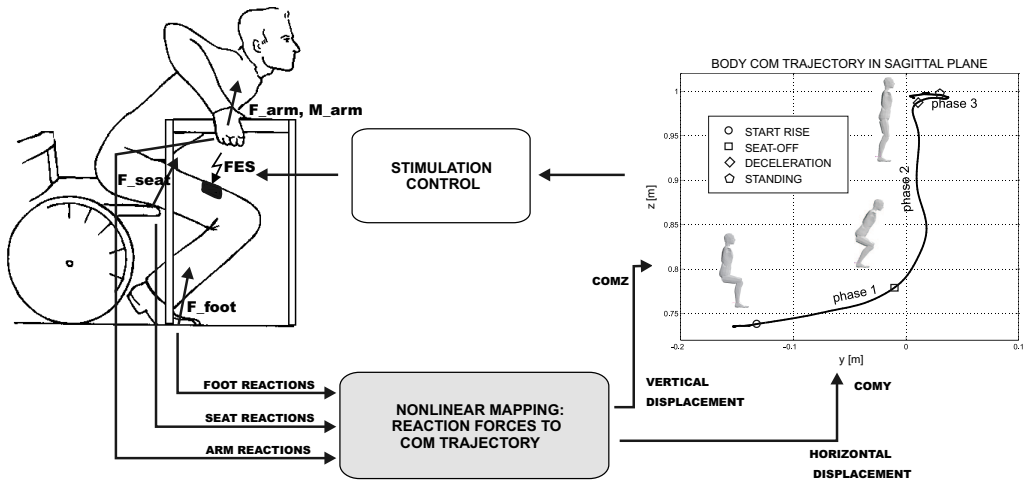 F_arm, M_arm
FES
F_seat
F_foot
STIMULATION
CONTROL
BODY COM TRAJECTORY IN SAGITTAL PLANE
START RISE
SEAT-OFF
DECELERATION
STANDING
phase 3
phase 2
phase 1
1
0.95
0.9
0.85
0.8
0.75
z [m]
-0.2
-0.1
0
0.1
y [m]
COMZ
VERTICAL
DISPLACEMENT
COMY
HORIZONTAL
DISPLACEMENT
FOOT REACTIONS
SEAT REACTIONS
ARM REACTIONS
NONLINEAR MAPPING:
REACTION FORCES TO
COM TRAJECTORY